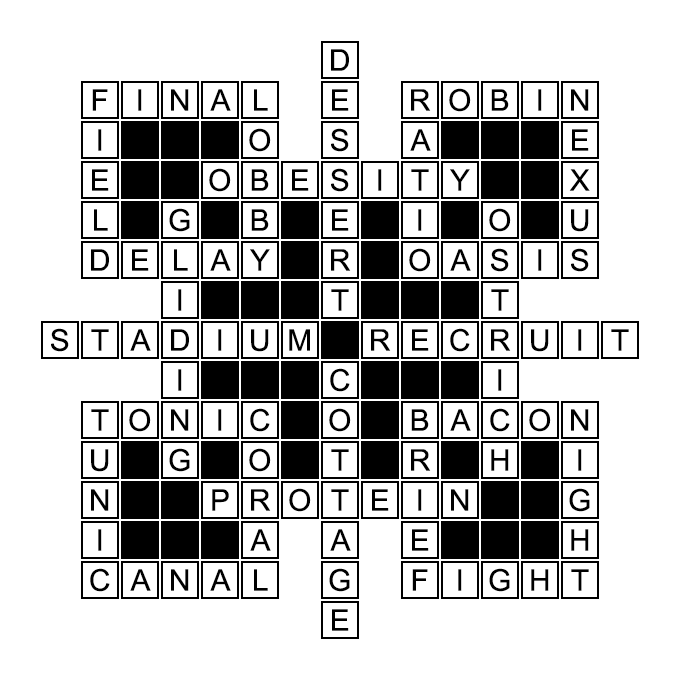 D
FINAL E ROBIN
I O S A E
E OBESITY X
L G B E I O U
DELAY R OASIS
I T T
STADIUM RECRUIT
I C I
TONIC O BACON
U G O T R H I
N PROTEIN G
I A A E H
CANAL G FIGHT
E